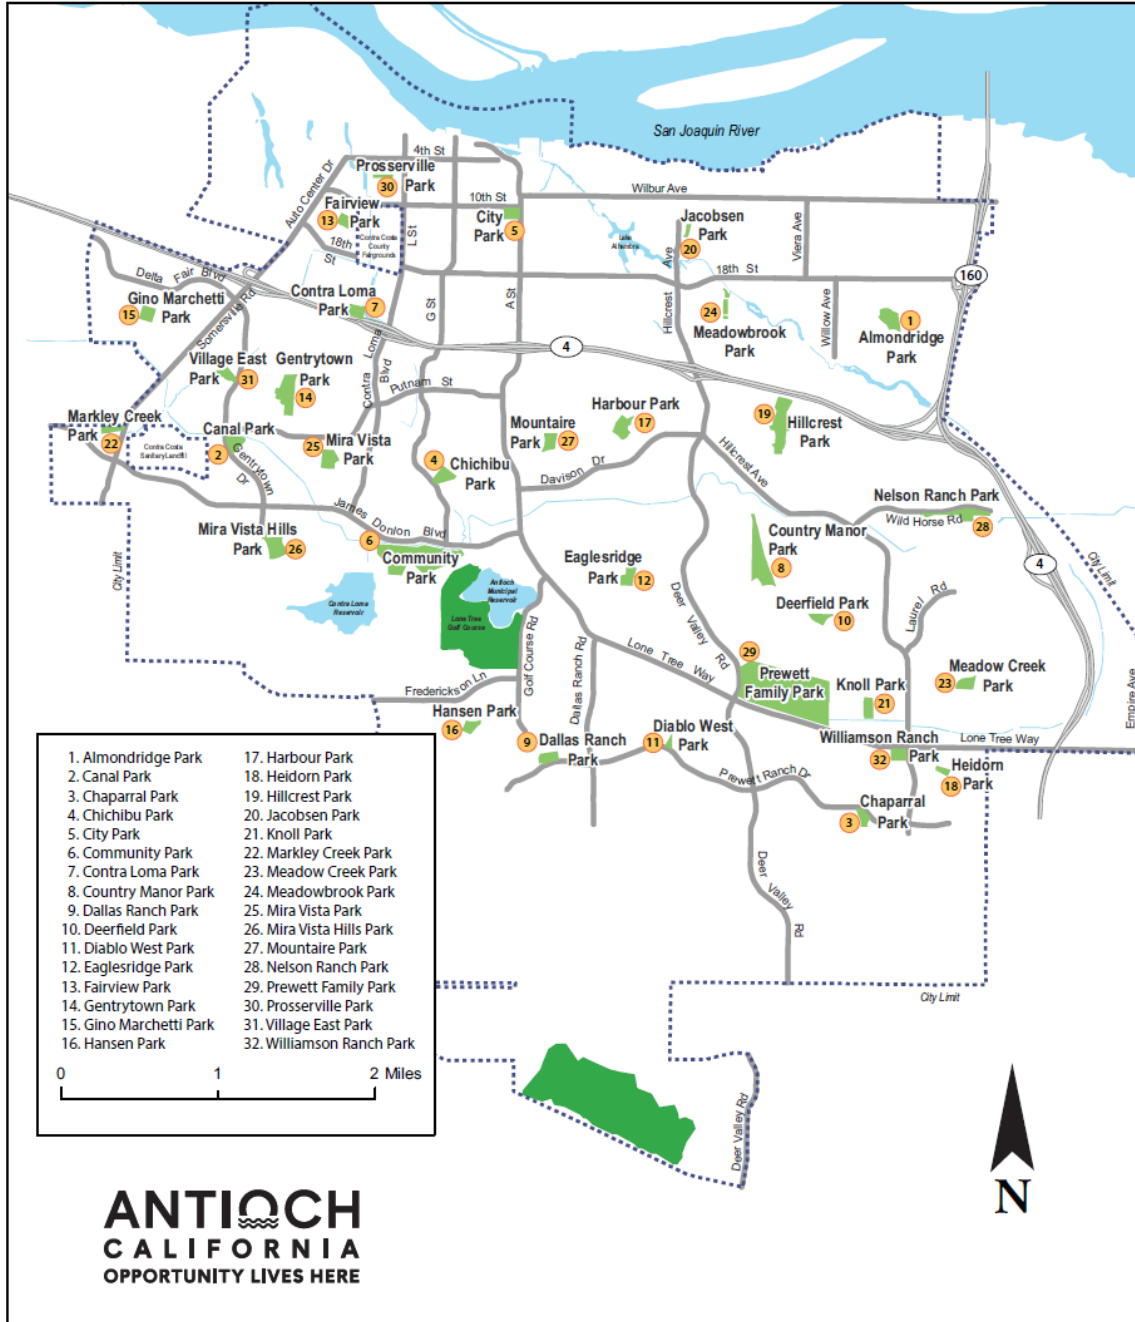 San Joaquin River
4th St
Prosserville
Park
30
Auto Center Dr
Wilbur Ave
10th St
Fairview
Park
13
City
Park
5
Jacobsen
Park
20
Viera Ave
L St
Contra Costa
County
Fairgrounds
Lake
Alhambra
18th
St
18th St
160
Delta Fair Blvd
Gino Marchetti
Park
15
Somersville Rd
Contra Loma
Park
7
G St
A St
Hillcrest Ave
24
Meadowbrook
Park
Willow Ave
1
Almondridge
Park
4
Village East
Park
31
Gentrytown
Park
14
Contra Loma Blvd
Putnam St
Markley Creek
Park
22
Contra Costa
Sanitary Landfill
Canal Park
2
Gentrytown Dr
25
Mira Vista
Park
4
Chichibu
Park
Mountaire
Park
27
Harbour Park
17
19
Hillcrest
Park
Davison Dr
Hillcrest Ave
Nelson Ranch Park
Wild Horse Rd
28
James Donlon Blvd
Mira Vista Hills
Park
26
6
Community
Park
Country Manor
Park
8
City Limit
Eaglesridge
Park
12
4
City Limit
Contra Loma
Reservoir
Antioch
Municipal
Reservoir
Lone Tree
Golf Course
Deer Valley Rd
Deerfield Park
10
Laurel Rd
Golf Course Rd
Dallas Ranch Rd
Lone Tree Way
29
Prewett
Family Park
Knoll Park
21
Meadow Creek
Park
23
Empire Ave
Frederickson Ln
Hansen Park
16
9
Dallas Ranch
Park
11
Diablo West
Park
Williamson Ranch
Park
32
Lone Tree Way
Heidorn
Park
18
Prewett Ranch Dr
Chaparral
Park
3
Deer Valley Rd
City Limit
1. Almondridge Park
2. Canal Park
3. Chaparral Park
4. Chichibu Park
5. City Park
6. Community Park
7. Contra Loma Park
8. Country Manor Park
9. Dallas Ranch Park
10. Deerfield Park
11. Diablo West Park
12. Eaglesridge Park
13. Fairview Park
14. Gentrytown Park
15. Gino Marchetti Park
16. Hansen Park
17. Harbour Park
18. Heidorn Park
19. Hillcrest Park
20. Jacobsen Park
21. Knoll Park
22. Markley Creek Park
23. Meadow Creek Park
24. Meadowbrook Park
25. Mira Vista Park
26. Mira Vista Hills Park
27. Mountaire Park
28. Nelson Ranch Park
29. Prewett Family Park
30. Prosserville Park
31. Village East Park
32. Williamson Ranch Park
0 1 2 Miles
Deer Valley Rd
N
ANTIOCH
CALIFORNIA
OPPORTUNITY LIVES HERE